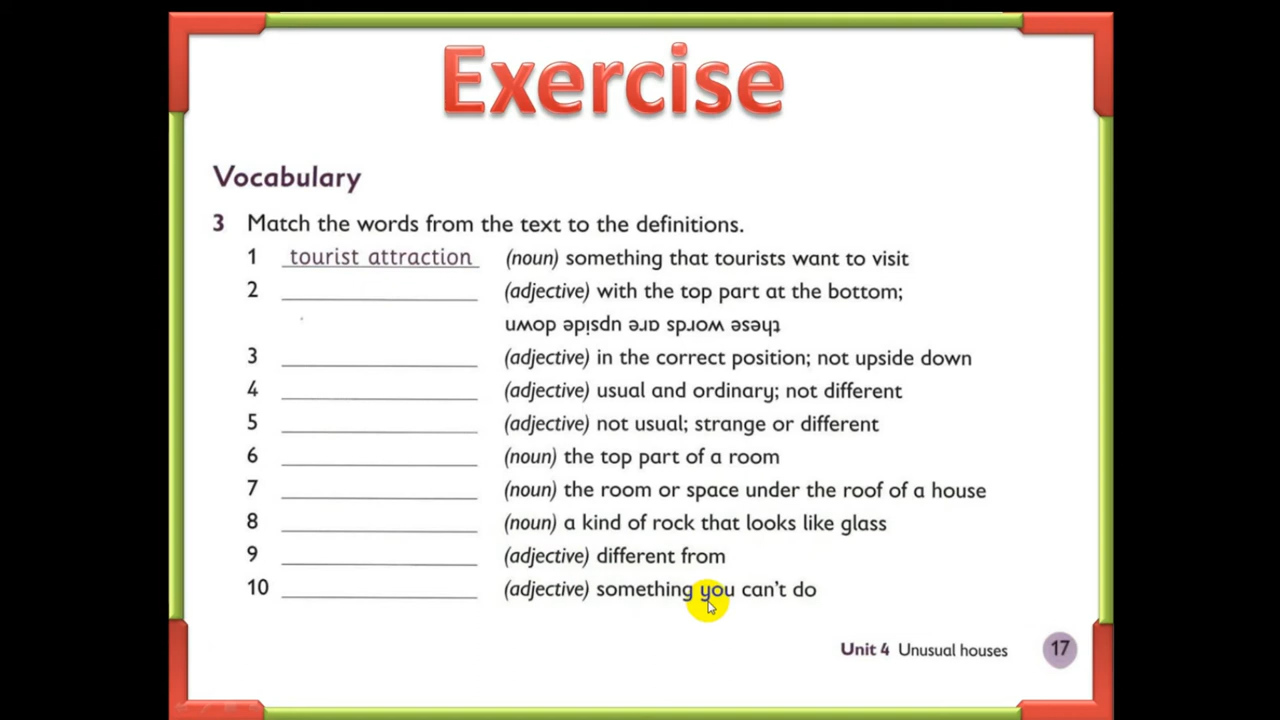 Exercise
Vocabulary
3 Match the words from the text to the definitions.
1 tourist attraction (noun) something that tourists want to visit
2 (adjective) with the top part at the bottom;
these words are upside down
3 (adjective) in the correct position; not upside down
4 (adjective) usual and ordinary; not different
5 (adjective) not usual; strange or different
6 (noun) the top part of a room
7 (noun) the room or space under the roof of a house
8 (noun) a kind of rock that looks like glass
9 (adjective) different from
10 (adjective) something you can't do
Unit 4 Unusual houses 17